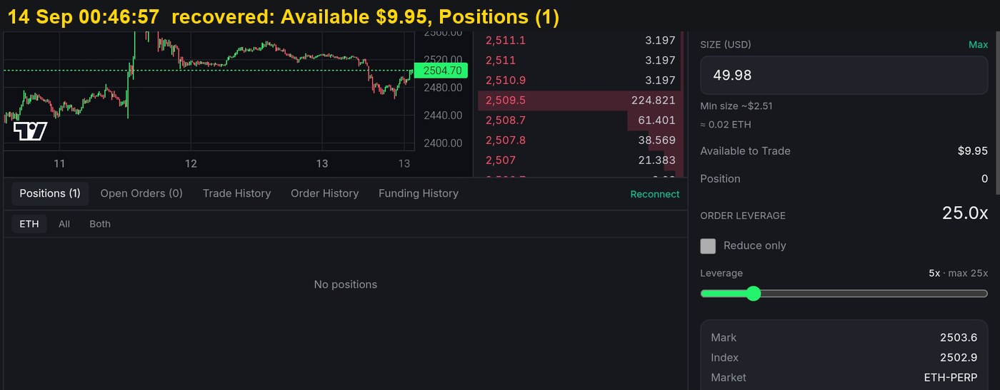 14 Sep 00:46:57  recovered: Available $9.95, Positions (1)
2520.00
2504.70
2480.00
2440.00
2400.00
11 12 13 13
2,511.1 3.197
2,511 3.197
2,510.9 3.197
2,509.5 224.821
2,508.7 61.401
2,507.8 38.569
2,507 21.383
SIZE (USD) Max
49.98
Min size ~$2.51
≈ 0.02 ETH
Available to Trade $9.95
Position 0
ORDER LEVERAGE 25.0x
Reduce only
Leverage 5x · max 25x
Mark 2503.6
Index 2502.9
Market ETH-PERP
Positions (1) Open Orders (0) Trade History Order History Funding History Reconnect
ETH All Both
No positions